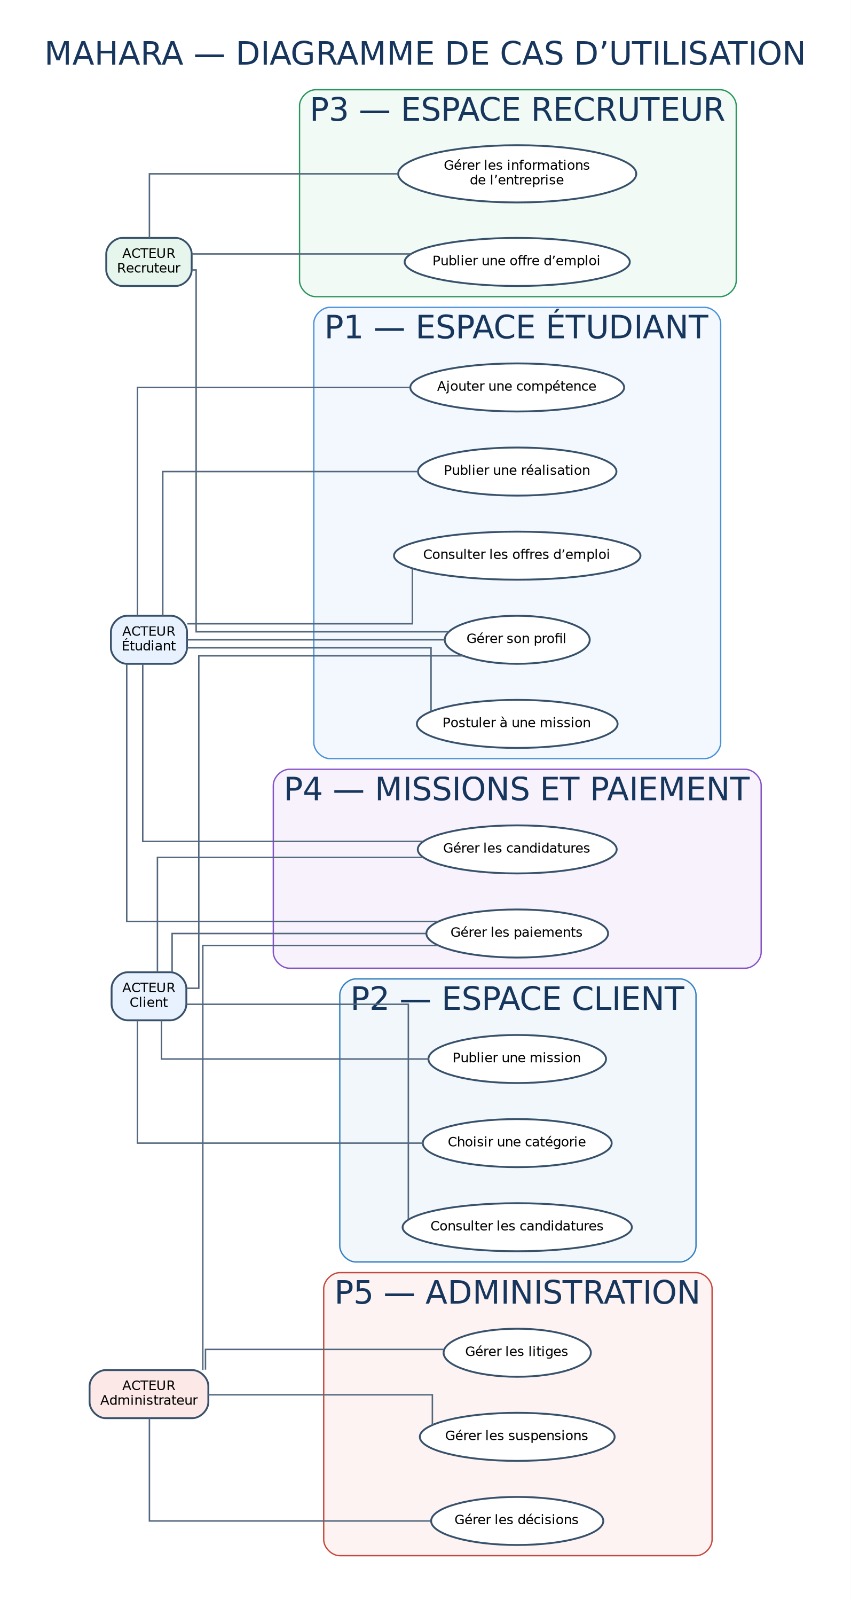 MAHARA — DIAGRAMME DE CAS D’UTILISATION
P3 — ESPACE RECRUTEUR
Gérer les informations
de l’entreprise
ACTEUR
Recruteur
Publier une offre d’emploi
P1 — ESPACE ÉTUDIANT
Ajouter une compétence
Publier une réalisation
Consulter les offres d’emploi
ACTEUR
Étudiant
Gérer son profil
Postuler à une mission
P4 — MISSIONS ET PAIEMENT
Gérer les candidatures
Gérer les paiements
ACTEUR
Client
P2 — ESPACE CLIENT
Publier une mission
Choisir une catégorie
Consulter les candidatures
P5 — ADMINISTRATION
Gérer les litiges
ACTEUR
Administrateur
Gérer les suspensions
Gérer les décisions